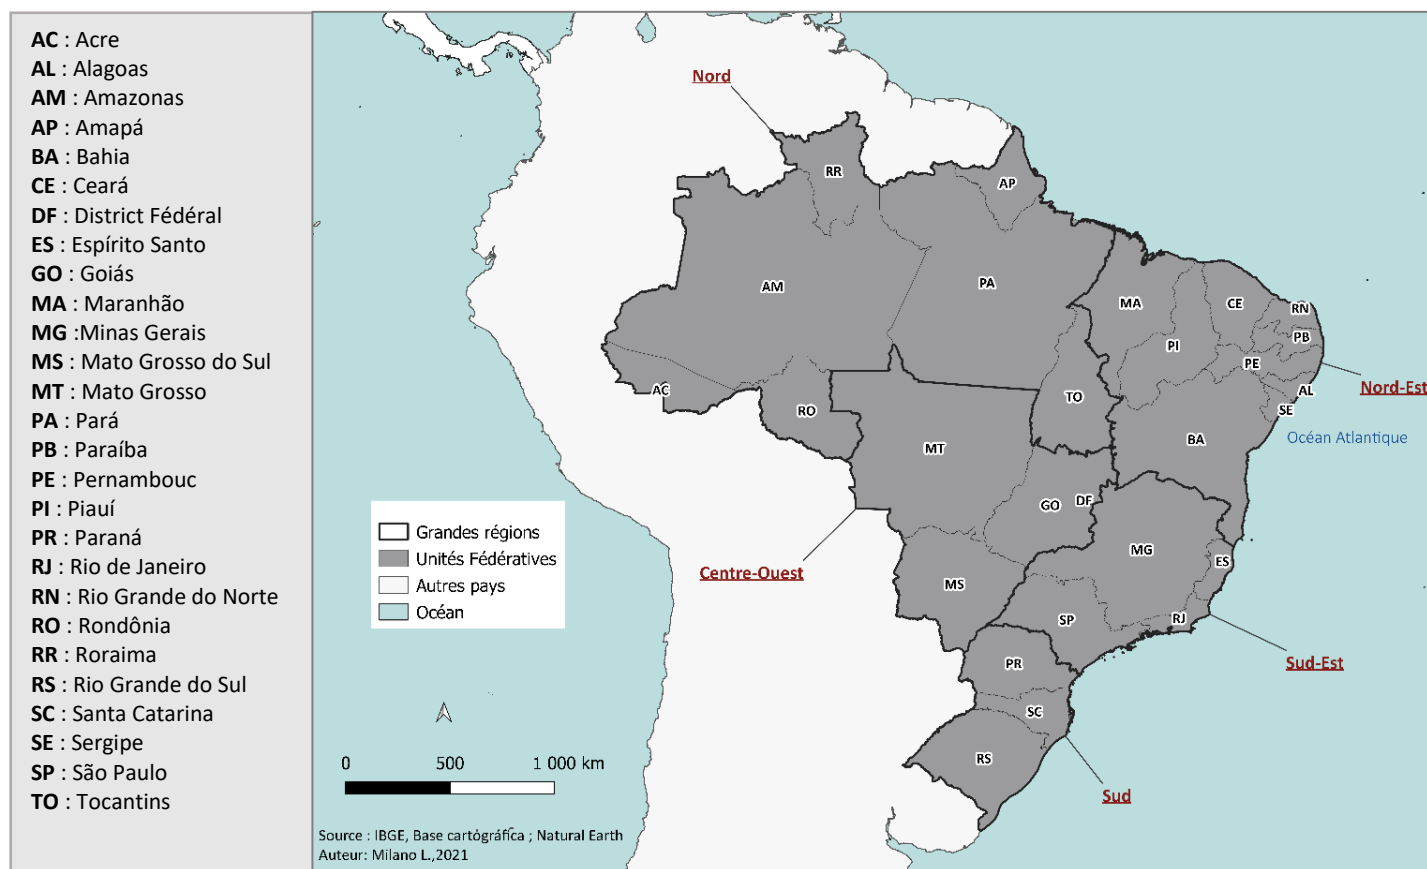 AC : Acre
AL : Alagoas
AM : Amazonas
AP : Amapá
BA : Bahia
CE : Ceará
DF : District Fédéral
ES : Espírito Santo
GO : Goiás
MA : Maranhão
MG :Minas Gerais
MS : Mato Grosso do Sul
MT : Mato Grosso
PA : Pará
PB : Paraíba
PE : Pernambouc
PI : Piauí
PR : Paraná
RJ : Rio de Janeiro
RN : Rio Grande do Norte
RO : Rondônia
RR : Roraima
RS : Rio Grande do Sul
SC : Santa Catarina
SE : Sergipe
SP : São Paulo
TO : Tocantins
Nord
RR
AP
AM
PA
MA
CE
RN
PB
PI
PE
Nord-Est
AC
TO
AL
RO
SE
BA
Océan Atlantique
MT
GO
DF
MG
ES
Centre-Ouest
MS
SP
RJ
Sud-Est
PR
SC
RS
Sud
Grandes régions
Unités Fédératives
Autres pays
Océan
0 500 1 000 km
Source : IBGE, Base cartográfica ; Natural Earth
Auteur: Milano L.,2021